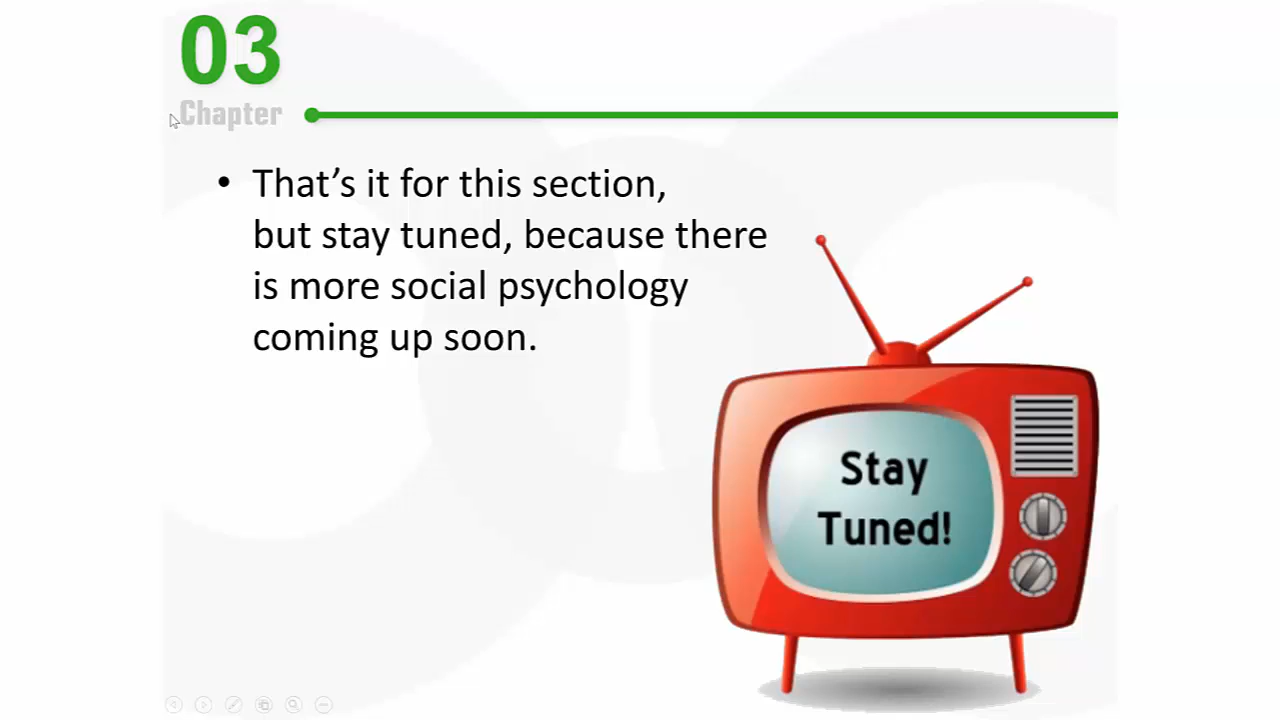 03
Chapter
• That’s it for this section,
but stay tuned, because there
is more social psychology
coming up soon.
Stay
Tuned!